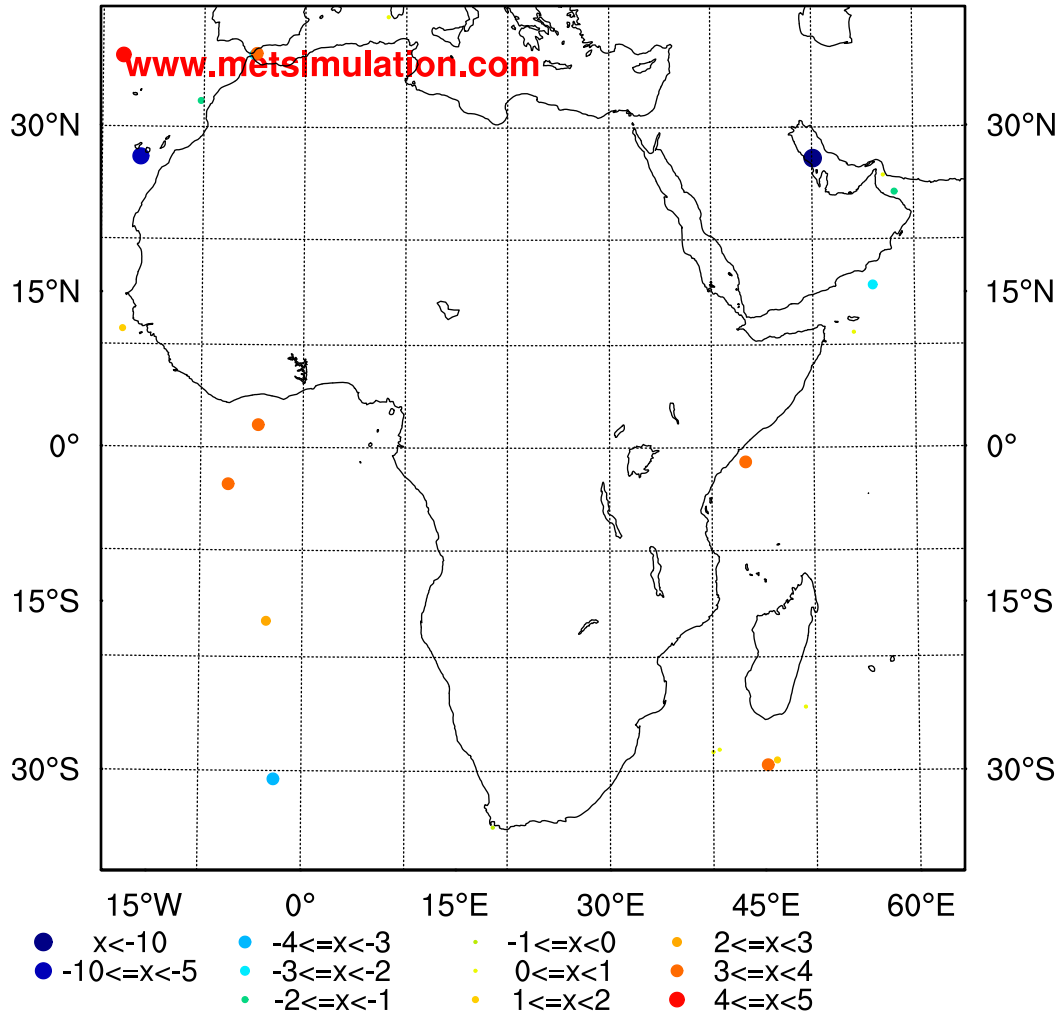 www.metsimulation.com
30°N 30°N
15°N 15°N
0° 0°
15°S 15°S
30°S 30°S
15°W 0° 15°E 30°E 45°E 60°E
x<-10 -4<=x<-3 -1<=x<0 2<=x<3
-10<=x<-5 -3<=x<-2 0<=x<1 3<=x<4
-2<=x<-1 1<=x<2 4<=x<5